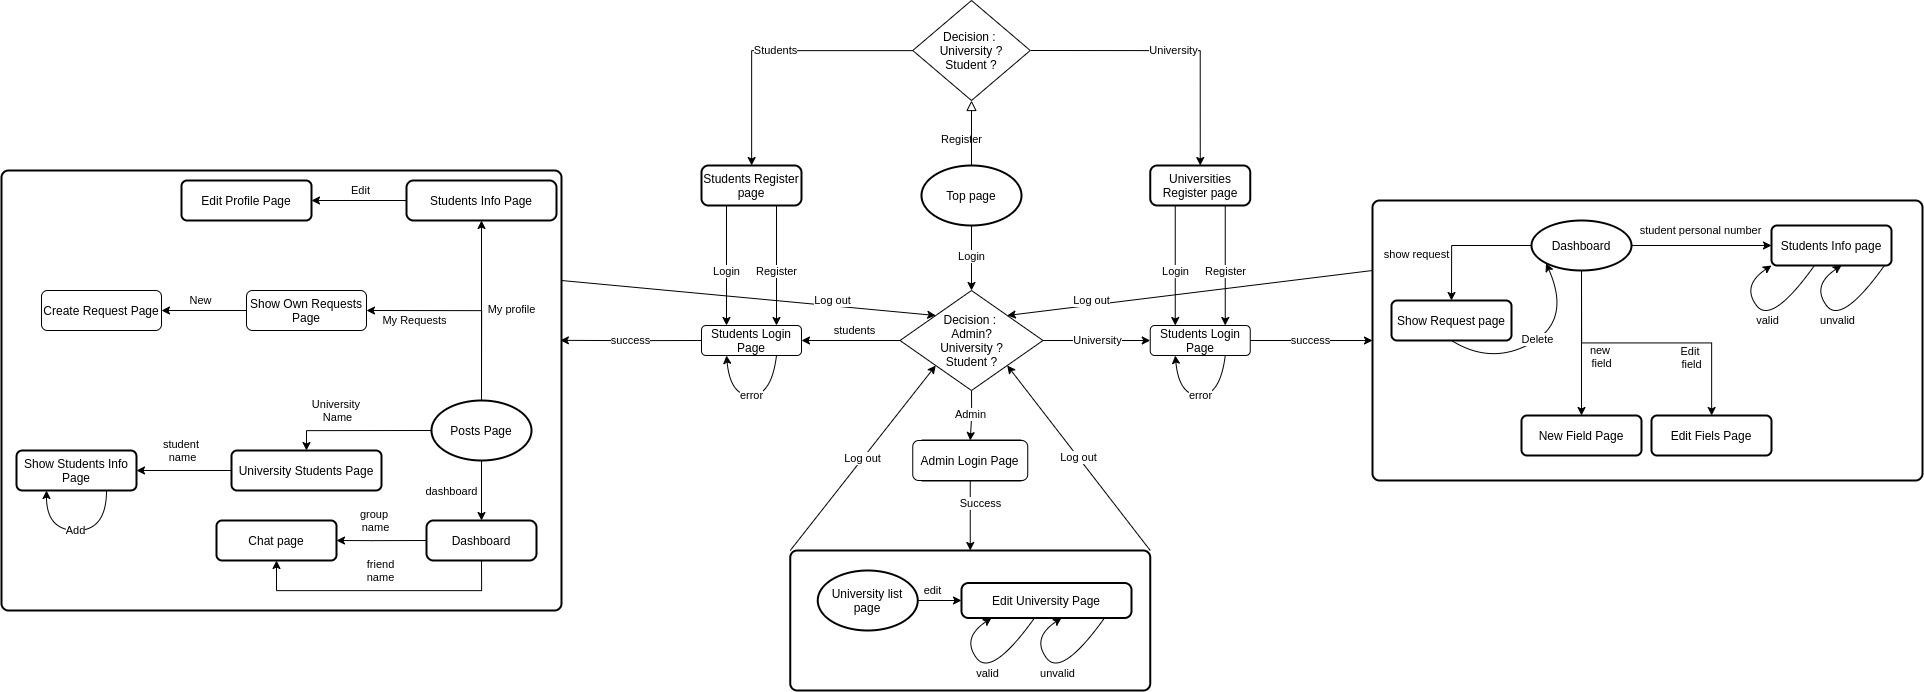 Decision :
University ?
Student ?
Students
University
Register
Students Register
page
Top page
Universities
Register page
Login
Register
Login
Login
Register
Log out
Log out
Decision :
Admin?
University ?
Student ?
students
University
Students Login
Page
Students Login
Page
success
success
error
error
Admin
Admin Login Page
Success
Log out
Log out
University list
page
edit
Edit University Page
valid
unvalid
Edit Profile Page
Edit
Students Info Page
Create Request Page
New
Show Own Requests
Page
My Requests
My profile
Posts Page
University
Name
student
name
Show Students Info
Page
University Students Page
Add
dashboard
group
name
Chat page
Dashboard
friend
name
Dashboard
student personal number
Students Info page
show request
Show Request page
Delete
valid
unvalid
new
field
Edit
field
New Field Page
Edit Fiels Page